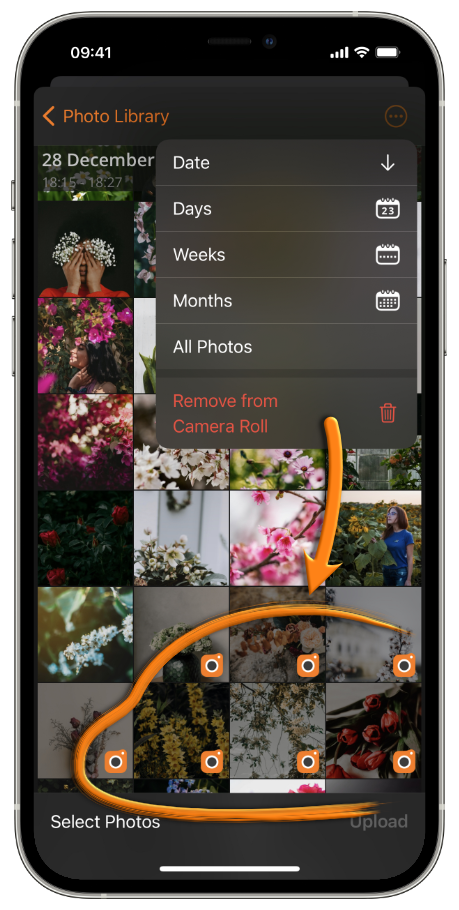 09:41
Photo Library
28 December
18:15 – 18:27
Date
Days
23
Weeks
Months
All Photos
Remove from
Camera Roll
Select Photos
Upload